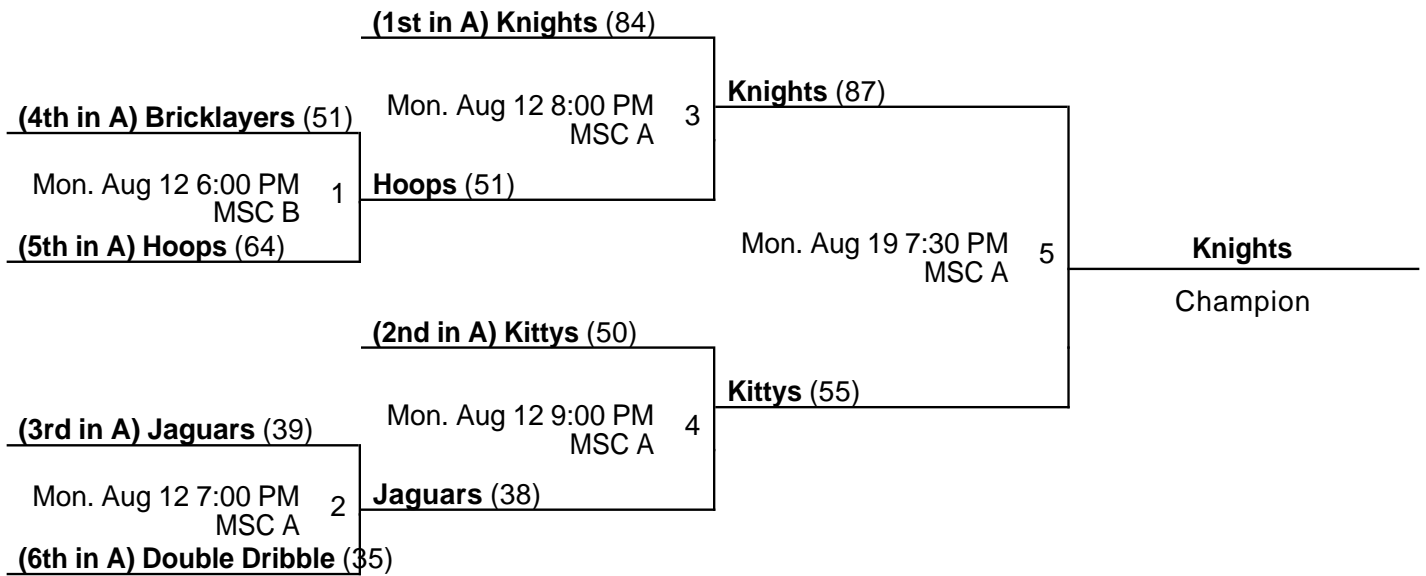 (1st in A) Knights (84)
Mon. Aug 12 8:00 PM
MSC A
3
Knights (87)
(4th in A) Bricklayers (51)
Mon. Aug 12 6:00 PM
MSC B
1
Hoops (51)
(5th in A) Hoops (64)
Mon. Aug 19 7:30 PM
MSC A
5
Knights
Champion
(2nd in A) Kittys (50)
Mon. Aug 12 9:00 PM
MSC A
4
Kittys (55)
(3rd in A) Jaguars (39)
Mon. Aug 12 7:00 PM
MSC A
2
Jaguars (38)
(6th in A) Double Dribble (35)